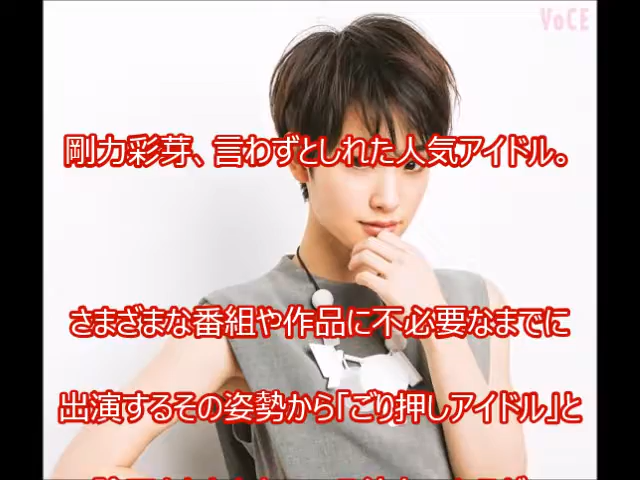 VoCE
剛力彩芽、言わずとしれた人気アイドル。
さまざまな番組や作品に不必要なまでに
出演するその姿勢から「ごり押しアイドル」と